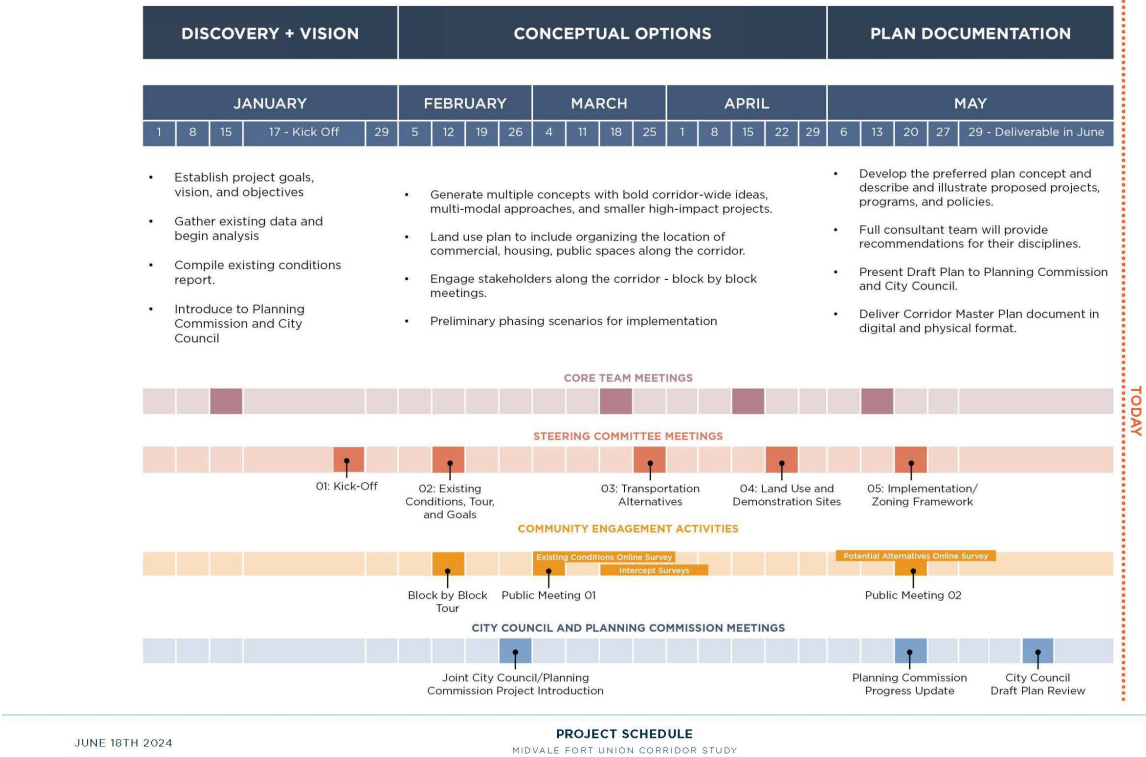 DISCOVERY + VISION
CONCEPTUAL OPTIONS
PLAN DOCUMENTATION
JANUARY
FEBRUARY
MARCH
APRIL
MAY
1 8 15 17 - Kick Off 29 5 12 19 26 4 11 18 25 1 8 15 22 29 6 13 20 27 29 - Deliverable in June
• Establish project goals,
vision, and objectives
• Gather existing data and
begin analysis
• Compile existing conditions
report.
• Introduce to Planning
Commission and City
Council
• Generate multiple concepts with bold corridor-wide ideas,
multi-modal approaches, and smaller high-impact projects.
• Land use plan to include organizing the location of
commercial, housing, public spaces along the corridor.
• Engage stakeholders along the corridor - block by block
meetings.
• Preliminary phasing scenarios for implementation
• Develop the preferred plan concept and
describe and illustrate proposed projects,
programs, and policies.
• Full consultant team will provide
recommendations for their disciplines.
• Present Draft Plan to Planning Commission
and City Council.
• Deliver Corridor Master Plan document in
digital and physical format.
TODAY
CORE TEAM MEETINGS
STEERING COMMITTEE MEETINGS
01: Kick-Off
02: Existing
Conditions, Tour,
and Goals
03: Transportation
Alternatives
04: Land Use and
Demonstration Sites
05: Implementation/
Zoning Framework
COMMUNITY ENGAGEMENT ACTIVITIES
Existing Conditions Online Survey
Intercept Surveys
Potential Alternatives Online Survey
Block by Block
Tour
Public Meeting 01
Public Meeting 02
CITY COUNCIL AND PLANNING COMMISSION MEETINGS
Joint City Council/Planning
Commission Project Introduction
Planning Commission
Progress Update
City Council
Draft Plan Review
JUNE 18TH 2024
PROJECT SCHEDULE
MIDVALE FORT UNION CORRIDOR STUDY